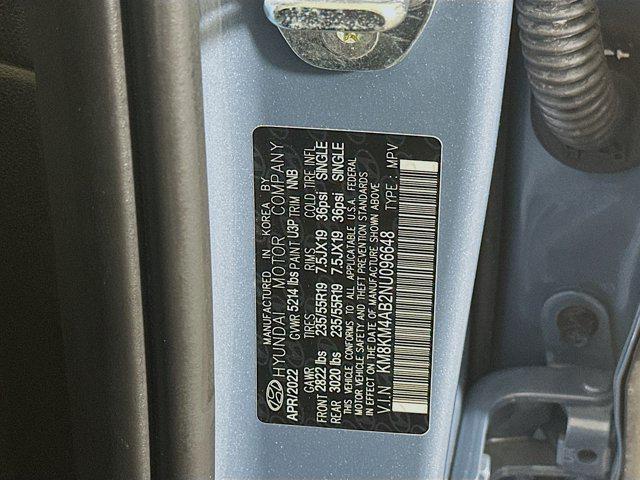 MANUFACTURED IN KOREA BY
HYUNDAI MOTOR COMPANY
APR/2022 GVWR 5214 lbs PAINT U3P TRIM NNB
GAWR TIRES RIMS COLD TIRE INFL
FRONT 2822 lbs 235/55R19 7.5JX19 36psi SINGLE
REAR 3020 lbs 235/55R19 7.5JX19 36psi SINGLE
THIS VEHICLE CONFORMS TO ALL APPLICABLE U.S.A. FEDERAL
MOTOR VEHICLE SAFETY AND THEFT PREVENTION STANDARDS
IN EFFECT ON THE DATE OF MANUFACTURE SHOWN ABOVE
V.I.N: KM8KM4AB2NU096648 TYPE : MPV